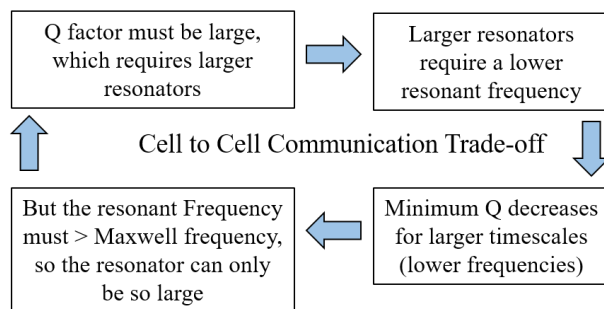 Q factor must be large,
which requires larger
resonators
Larger resonators
require a lower
resonant frequency
Cell to Cell Communication Trade-off
But the resonant Frequency
must > Maxwell frequency,
so the resonator can only
be so large
Minimum Q decreases
for larger timescales
(lower frequencies)